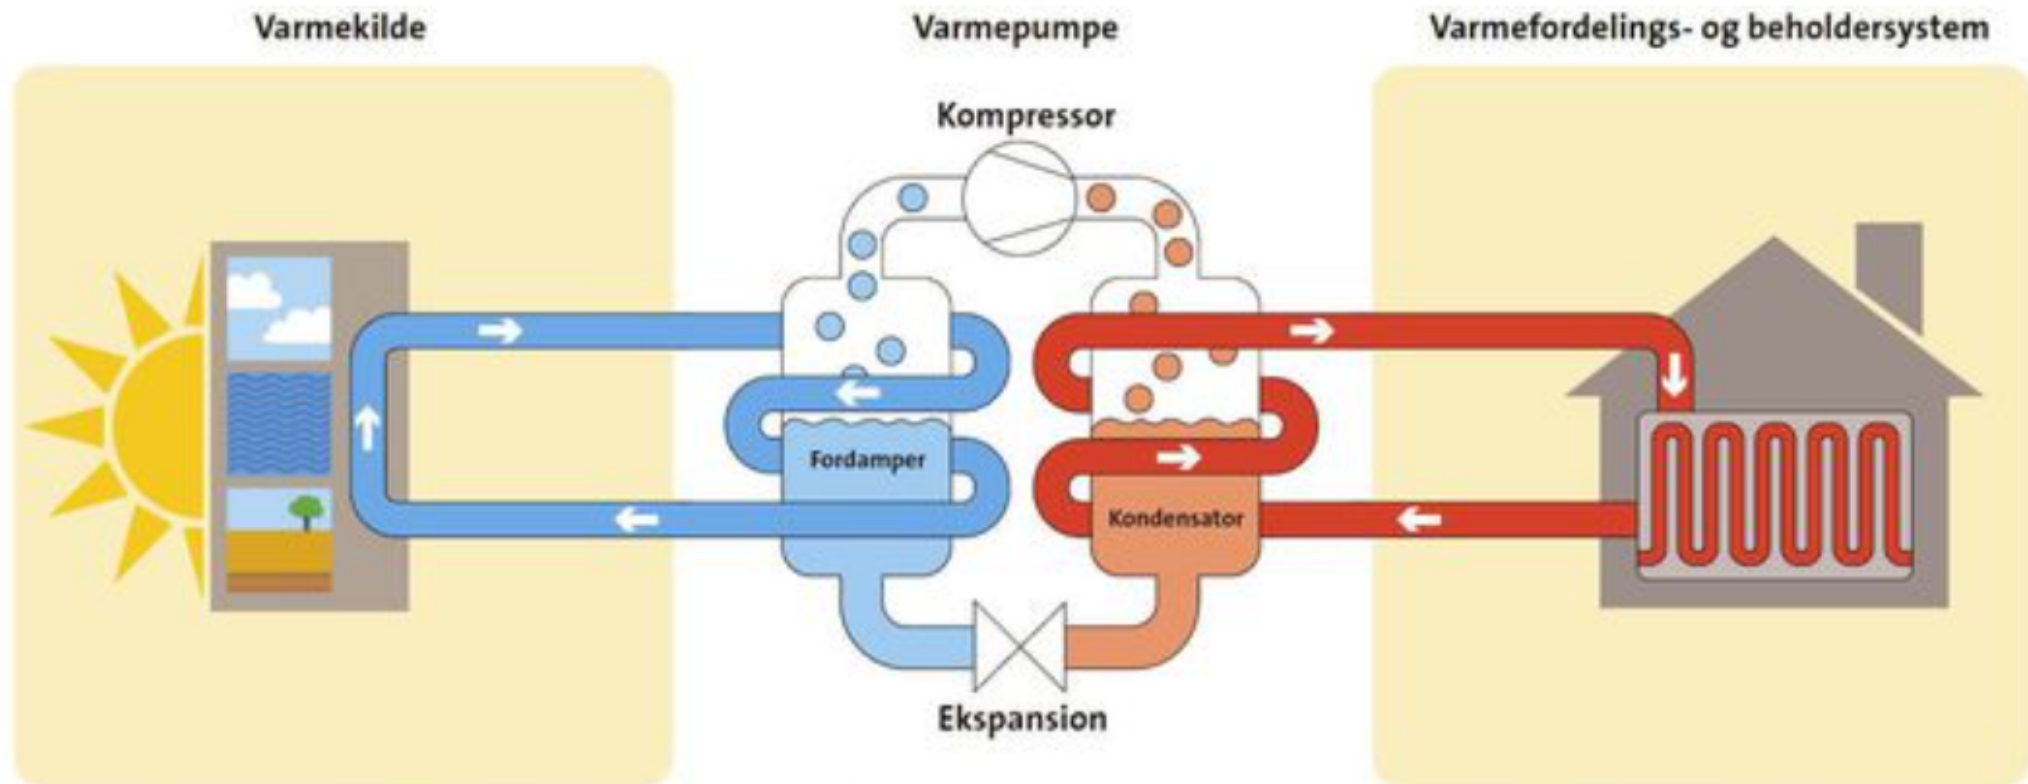 Varmekilde
Varmepumpe
Varmefordelings- og beholdersystem
Kompressor
Fordamper
Kondensator
Ekspansion